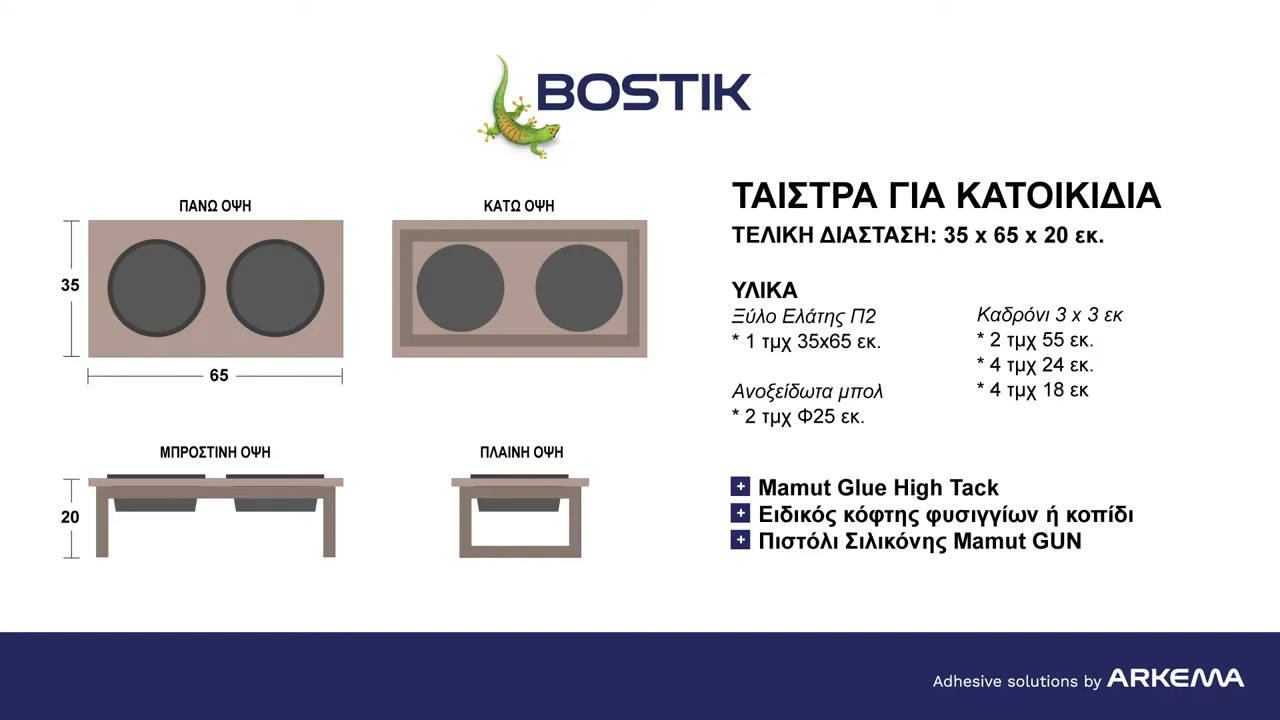 BOSTIK
ΠΑΝΩ ΟΨΗ
35
65
ΚΑΤΩ ΟΨΗ
ΜΠΡΟΣΤΙΝΗ ΟΨΗ
20
ΠΛΑΙΝΗ ΟΨΗ
ΤΑΙΣΤΡΑ ΓΙΑ ΚΑΤΟΙΚΙΔΙΑ
ΤΕΛΙΚΗ ΔΙΑΣΤΑΣΗ: 35 x 65 x 20 εκ.
ΥΛΙΚΑ
Ξύλο Ελάτης Π2
* 1 τμχ 35x65 εκ.
Ανοξείδωτα μπολ
* 2 τμχ Φ25 εκ.
Καδρόνι 3 x 3 εκ
* 2 τμχ 55 εκ.
* 4 τμχ 24 εκ.
* 4 τμχ 18 εκ
+ Mamut Glue High Tack
+ Ειδικός κόφτης φυσιγγίων ή κοπίδι
+ Πιστόλι Σιλικόνης Mamut GUN
Adhesive solutions by ARKEMA